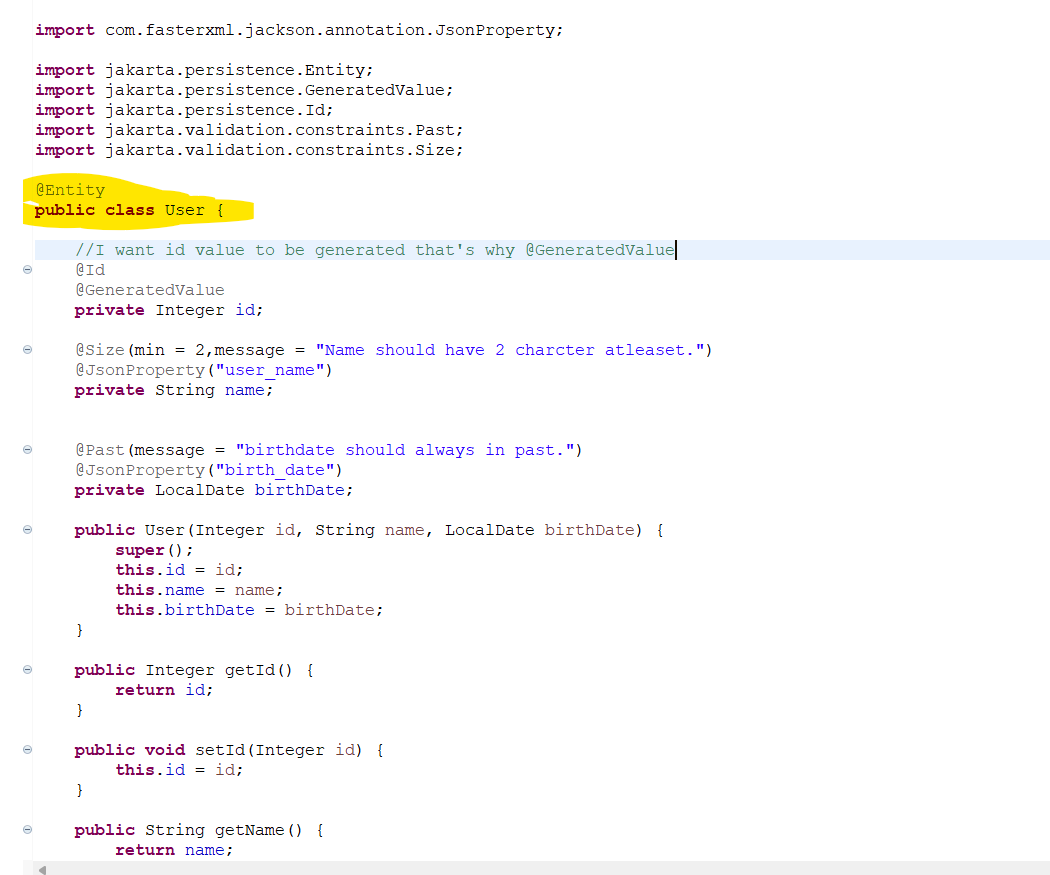 import com.fasterxml.jackson.annotation.JsonProperty;
import jakarta.persistence.Entity;
import jakarta.persistence.GeneratedValue;
import jakarta.persistence.Id;
import jakarta.validation.constraints.Past;
import jakarta.validation.constraints.Size;
@Entity
public class User {
//I want id value to be generated that's why @GeneratedValue
@Id
@GeneratedValue
private Integer id;
@Size(min = 2,message = "Name should have 2 charcter atleaset.")
@JsonProperty("user_name")
private String name;
@Past(message = "birthdate should always in past.")
@JsonProperty("birth_date")
private LocalDate birthDate;
public User(Integer id, String name, LocalDate birthDate) {
super();
this.id = id;
this.name = name;
this.birthDate = birthDate;
}
public Integer getId() {
return id;
}
public void setId(Integer id) {
this.id = id;
}
public String getName() {
return name;